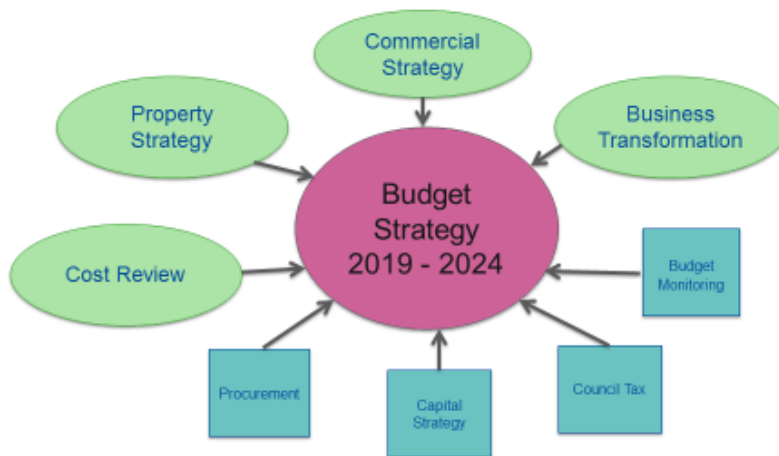 Commercial
Strategy
Property
Strategy
Business
Transformation
Budget
Strategy
2019 - 2024
Cost Review
Budget
Monitoring
Procurement
Capital
Strategy
Council Tax